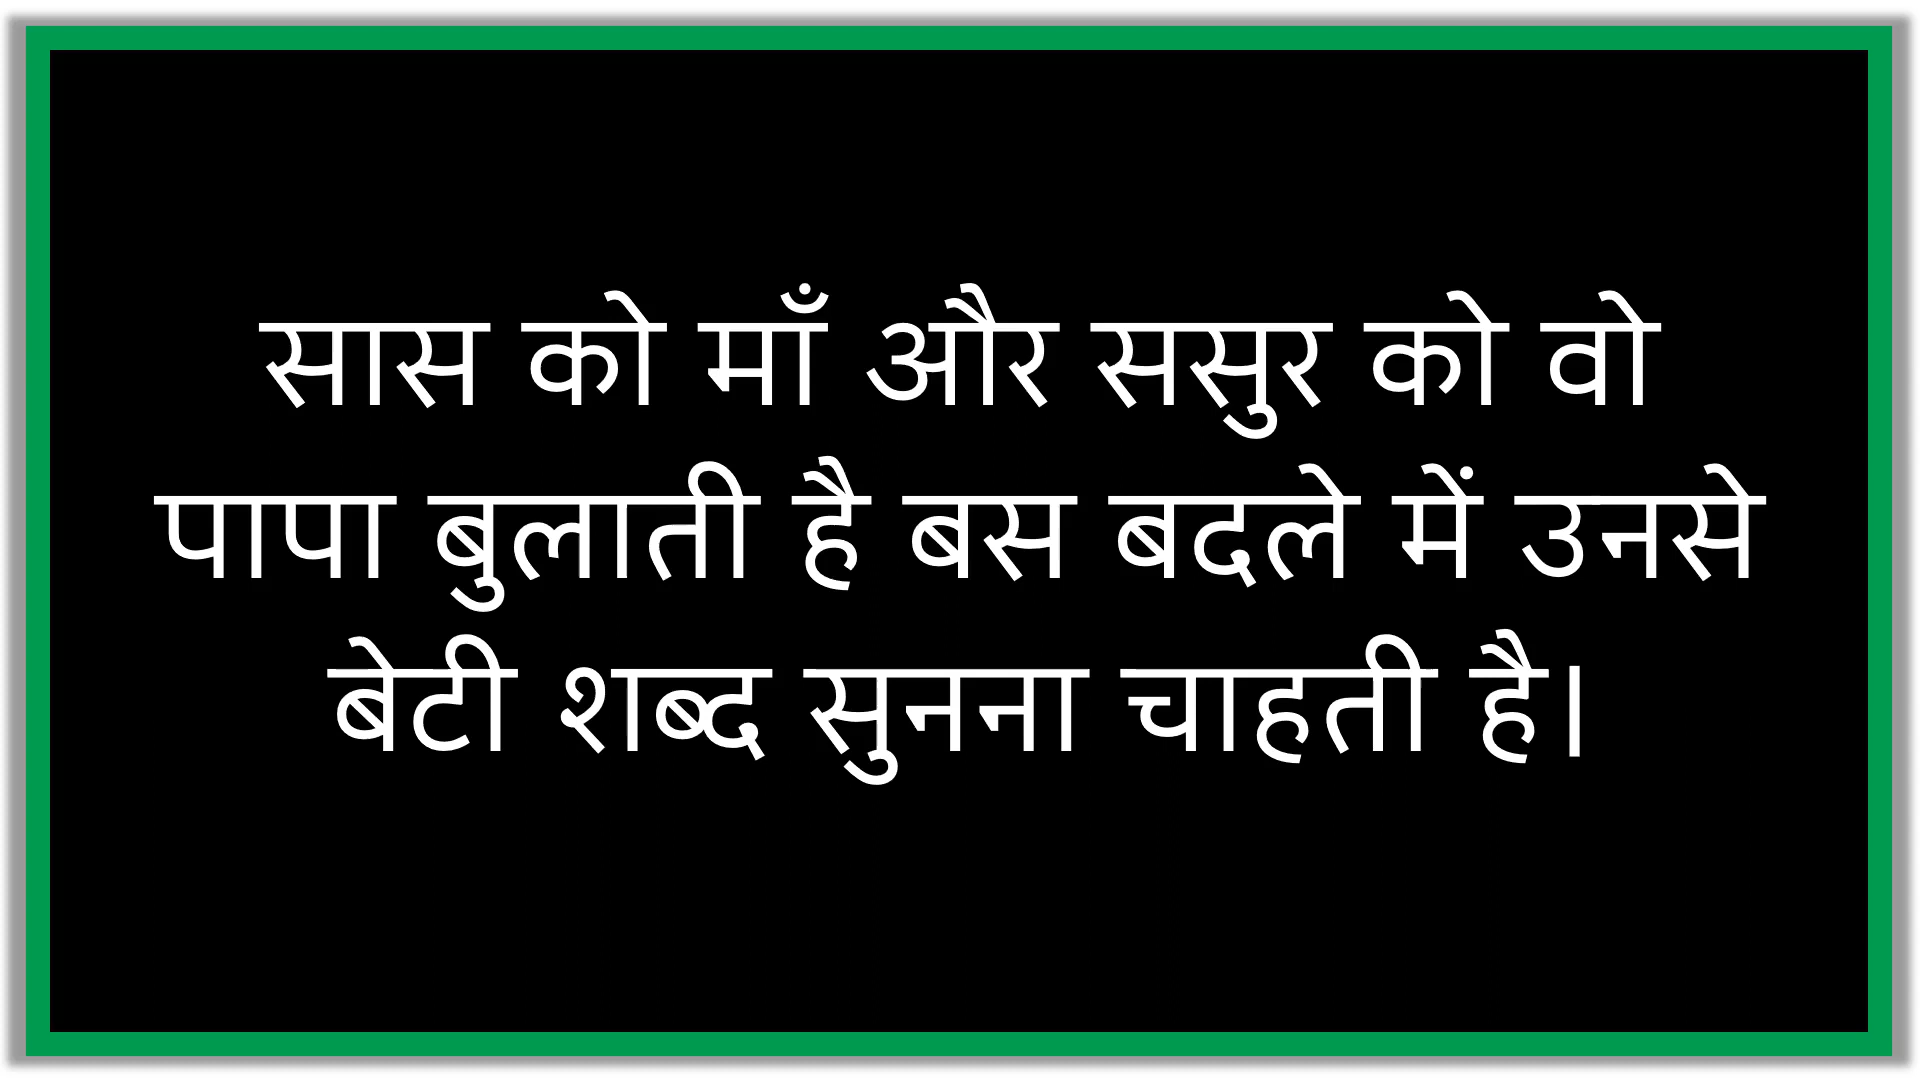 सास को माँ और ससुर को वो
पापा बुलाती है बस बदले में उनसे
बेटी शब्द सुनना चाहती है।